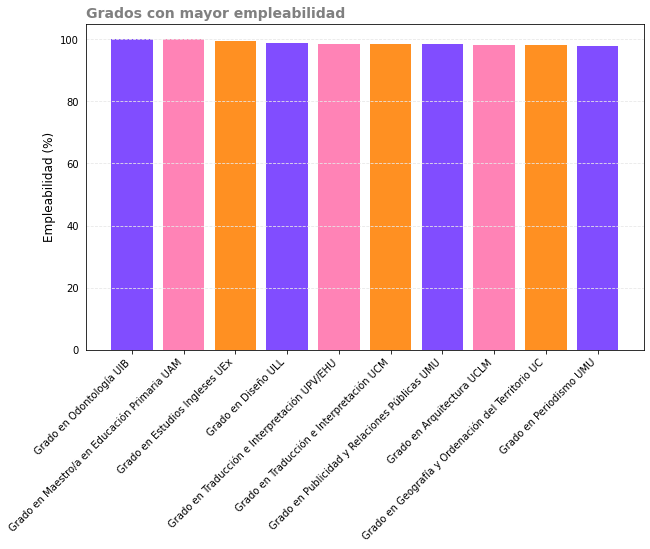 Grados con mayor empleabilidad
Empleabilidad (%)
100
80
60
40
20
0
Grado en Odontología UIB
Grado en Maestro/a en Educación Primaria UAM
Grado en Estudios Ingleses UEx
Grado en Diseño ULL
Grado en Traducción e Interpretación UPV/EHU
Grado en Traducción e Interpretación UCM
Grado en Publicidad y Relaciones Públicas UMU
Grado en Arquitectura UCLM
Grado en Geografía y Ordenación del Territorio UC
Grado en Periodismo UMU